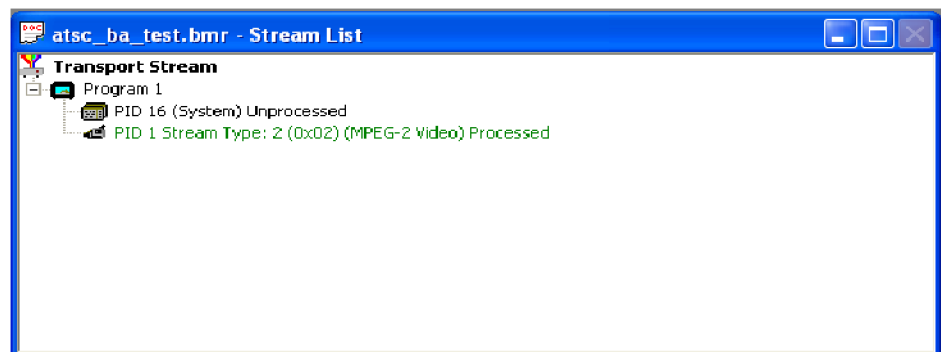 atsc_ba_test.bmr - Stream List
Transport Stream
Program 1
PID 16 (System) Unprocessed
PID 1 Stream Type: 2 (0x02) (MPEG-2 Video) Processed